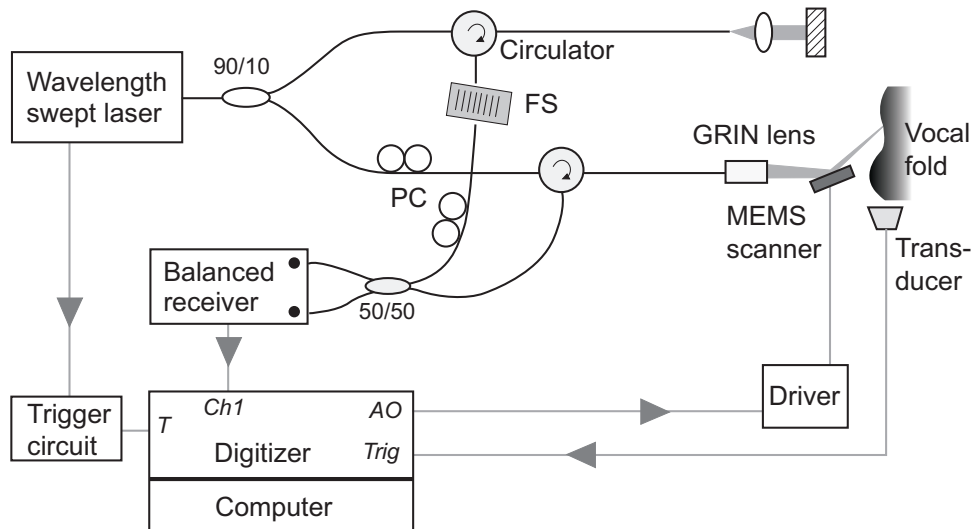 Circulator
90/10
Wavelength
swept laser
FS
GRIN lens
Vocal
fold
PC
MEMS
scanner
Trans-
ducer
Balanced
receiver
50/50
Driver
Trigger
circuit
T
Ch1
AO
Digitizer
Trig
Computer